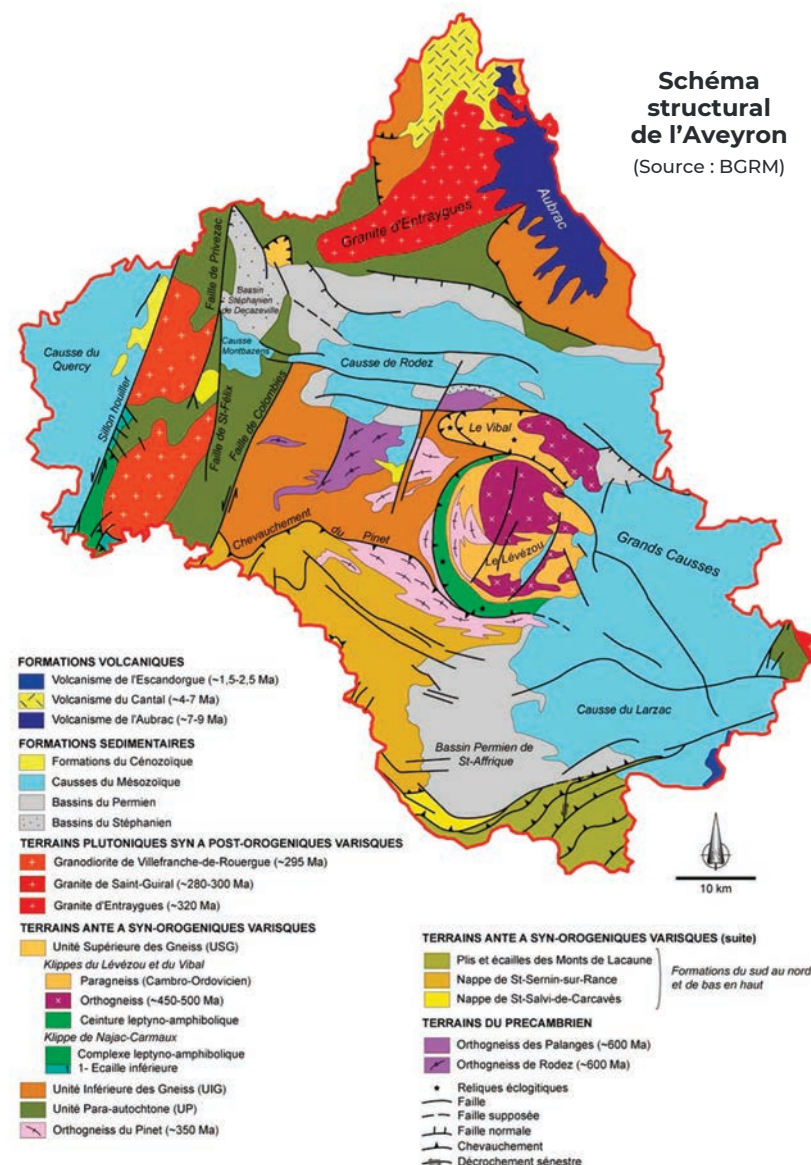 Schéma
structural
de l'Aveyron
(Source : BGRM)
Aubrac
Granite d'Entraygues
Faille de Privezac
Bassin
Stéphanien
de Decazeville
Causse du
Quercy
Causse
Montbazens
Causse de Rodez
Sillon houiller
Faille de St-Félix
Faille de Colombies
Le Vibal
Chevauchement du Pinet
Le Lévézou
Grands Causses
Causse du Larzac
Bassin Permien de
St-Affrique
10 km
FORMATIONS VOLCANIQUES
Volcanisme de l'Escandorgue (~1,5-2,5 Ma)
Volcanisme du Cantal (~4-7 Ma)
Volcanisme de l'Aubrac (~7-9 Ma)
FORMATIONS SEDIMENTAIRES
Formations du Cénozoïque
Causses du Mésozoïque
Bassins du Permien
Bassins du Stéphanien
TERRAINS PLUTONIQUES SYN A POST-OROGENIQUES VARISQUES
Granodiorite de Villefranche-de-Rouergue (~295 Ma)
Granite de Saint-Guiral (~280-300 Ma)
Granite d'Entraygues (~320 Ma)
TERRAINS ANTE A SYN-OROGENIQUES VARISQUES
Unité Supérieure des Gneiss (USG)
Klippes du Lévézou et du Vibal
Paragneiss (Cambro-Ordovicien)
Orthogneiss (~450-500 Ma)
Ceinture leptyno-amphibolique
Klippe de Najac-Carmaux
Complexe leptyno-amphibolique
1- Ecaille inférieure
Unité Inférieure des Gneiss (UIG)
Unité Para-autochtone (UP)
Orthogneiss du Pinet (~350 Ma)
TERRAINS ANTE A SYN-OROGENIQUES VARISQUES (suite)
Plis et écailles des Monts de Lacaune
Nappe de St-Sernin-sur-Rance
Nappe de St-Salvi-de-Carcavès
Formations du sud au nord
et de bas en haut
TERRAINS DU PRECAMBRIEN
Orthogneiss des Palanges (~600 Ma)
Orthogneiss de Rodez (~600 Ma)
Reliques éclogitiques
Faille
Faille supposée
Faille normale
Chevauchement
Décrochement sénestre